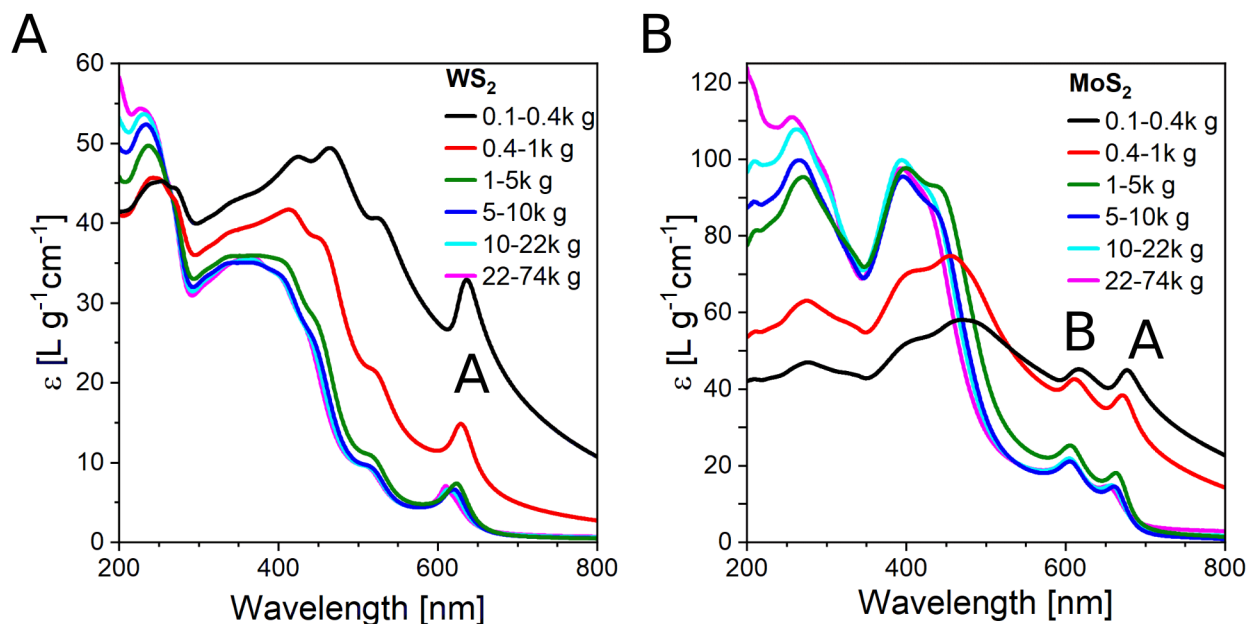 A
60
50
40
30
20
10
0
ε [L g⁻¹cm⁻¹]
WS₂
0.1-0.4k g
0.4-1k g
1-5k g
5-10k g
10-22k g
22-74k g
A
200
400
600
800
Wavelength [nm]
B
120
100
80
60
40
20
0
ε [L g⁻¹cm⁻¹]
MoS₂
0.1-0.4k g
0.4-1k g
1-5k g
5-10k g
10-22k g
22-74k g
B
A
200
300
400
500
600
700
800
Wavelength [nm]